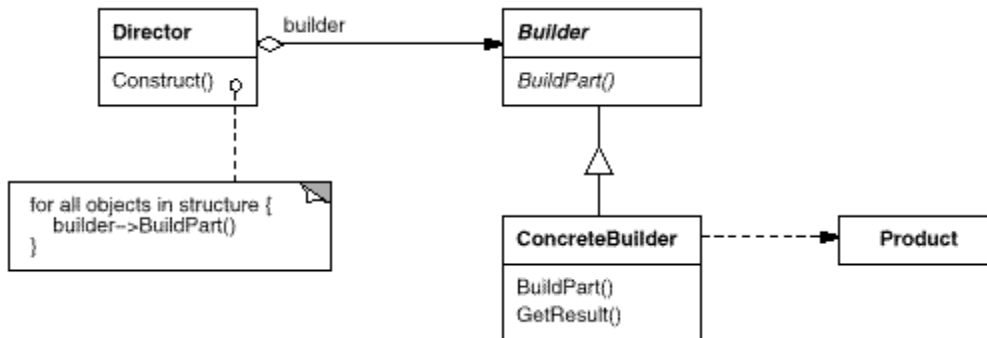 Director
builder
Builder
Construct()
BuildPart()
for all objects in structure {
builder->BuildPart()
}
ConcreteBuilder
Product
BuildPart()
GetResult()